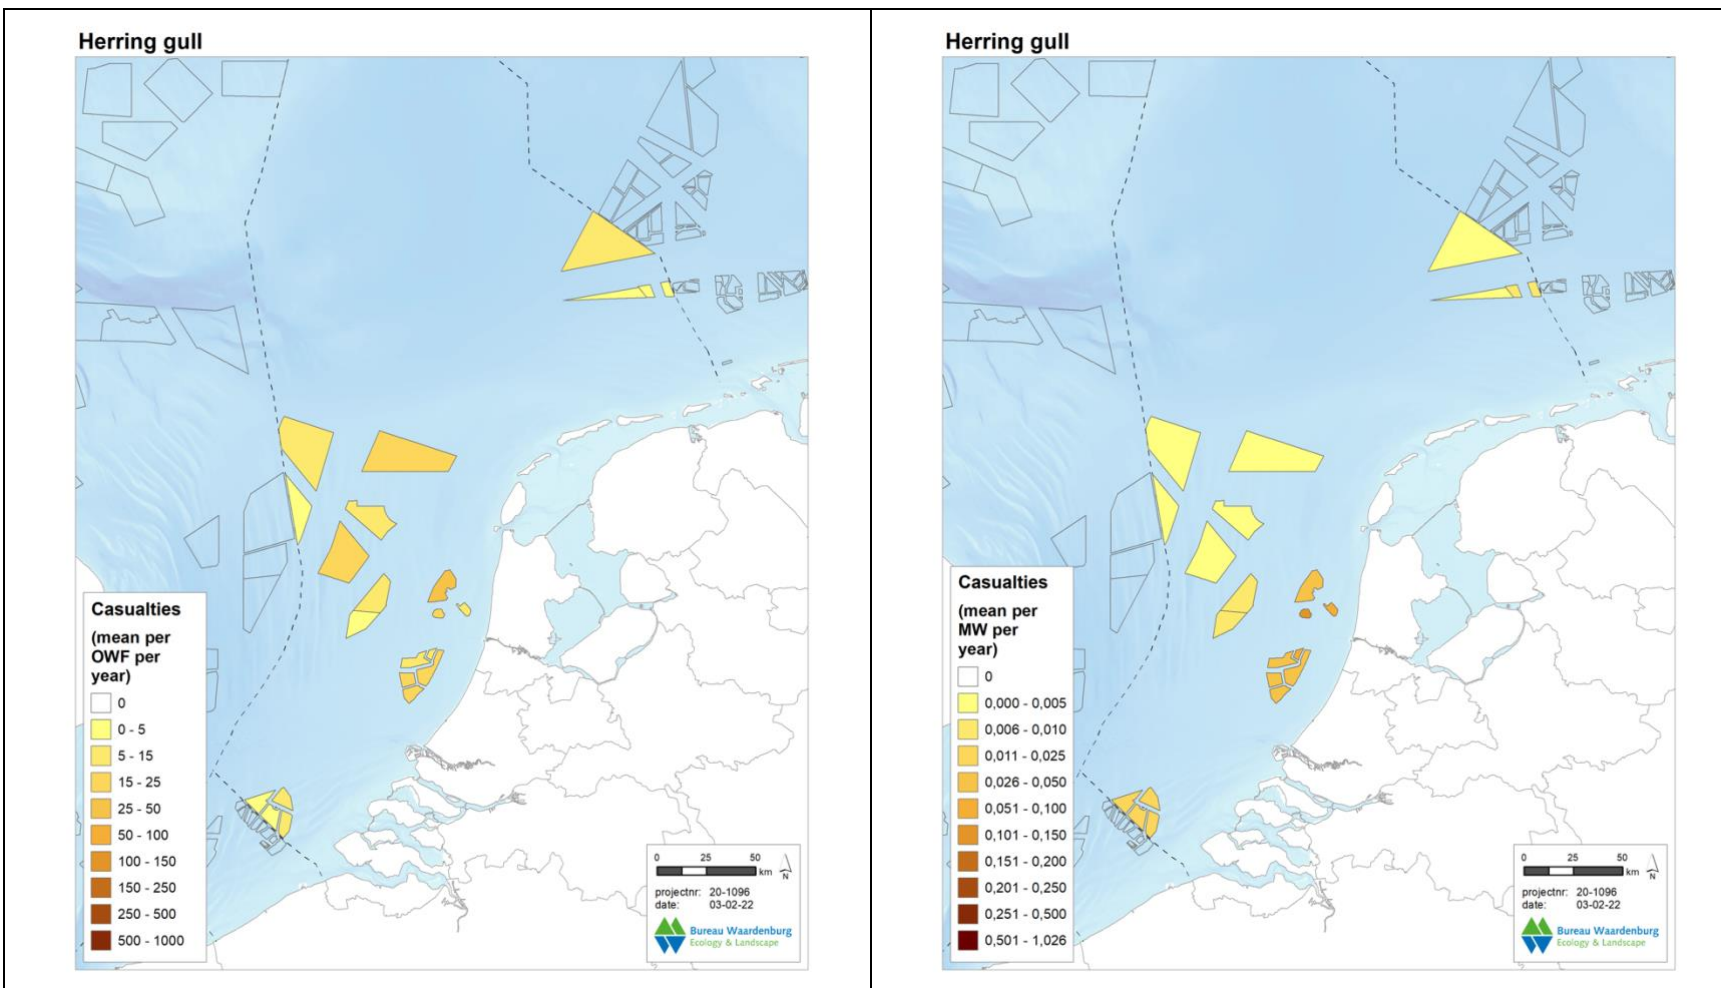 Herring gull
Casualties
(mean per
OWF per
year)
0
0 - 5
5 - 15
15 - 25
25 - 50
50 - 100
100 - 150
150 - 250
250 - 500
500 - 1000
0 25 50
km
N
projectnr: 20-1096
date: 03-02-22
Bureau Waardenburg
Ecology & Landscape
Herring gull
Casualties
(mean per
MW per
year)
0
0,000 - 0,005
0,006 - 0,010
0,011 - 0,025
0,026 - 0,050
0,051 - 0,100
0,101 - 0,150
0,151 - 0,200
0,201 - 0,250
0,251 - 0,500
0,501 - 1,026
0 25 50
km
N
projectnr: 20-1096
date: 03-02-22
Bureau Waardenburg
Ecology & Landscape